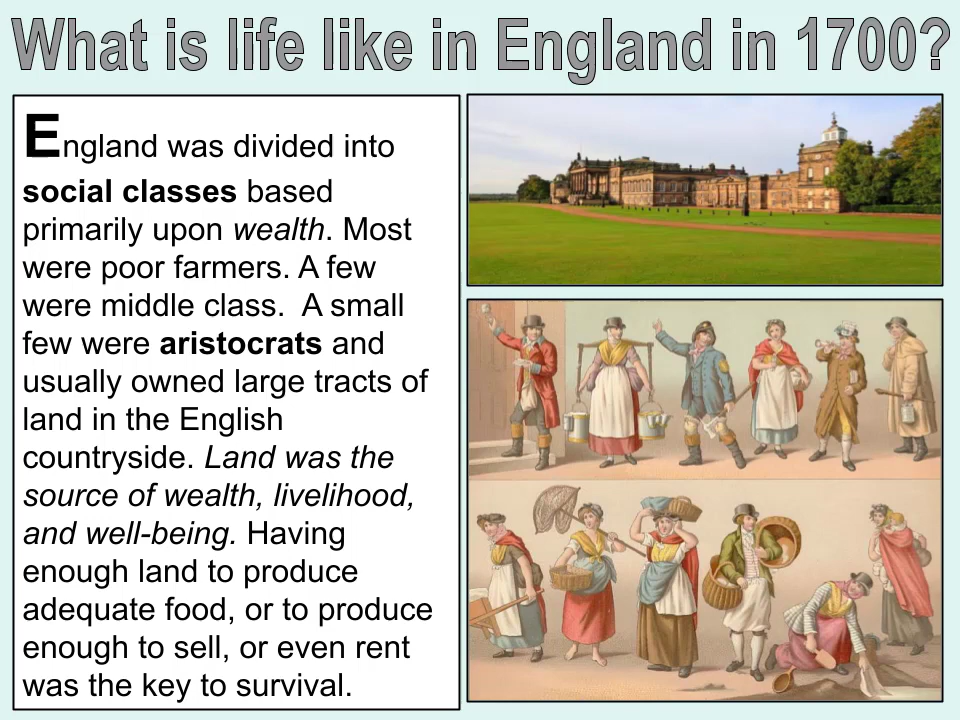 What is life like in England in 1700?
England was divided into
social classes based
primarily upon wealth. Most
were poor farmers. A few
were middle class.  A small
few were aristocrats and
usually owned large tracts of
land in the English
countryside. Land was the
source of wealth, livelihood,
and well-being. Having
enough land to produce
adequate food, or to produce
enough to sell, or even rent
was the key to survival.